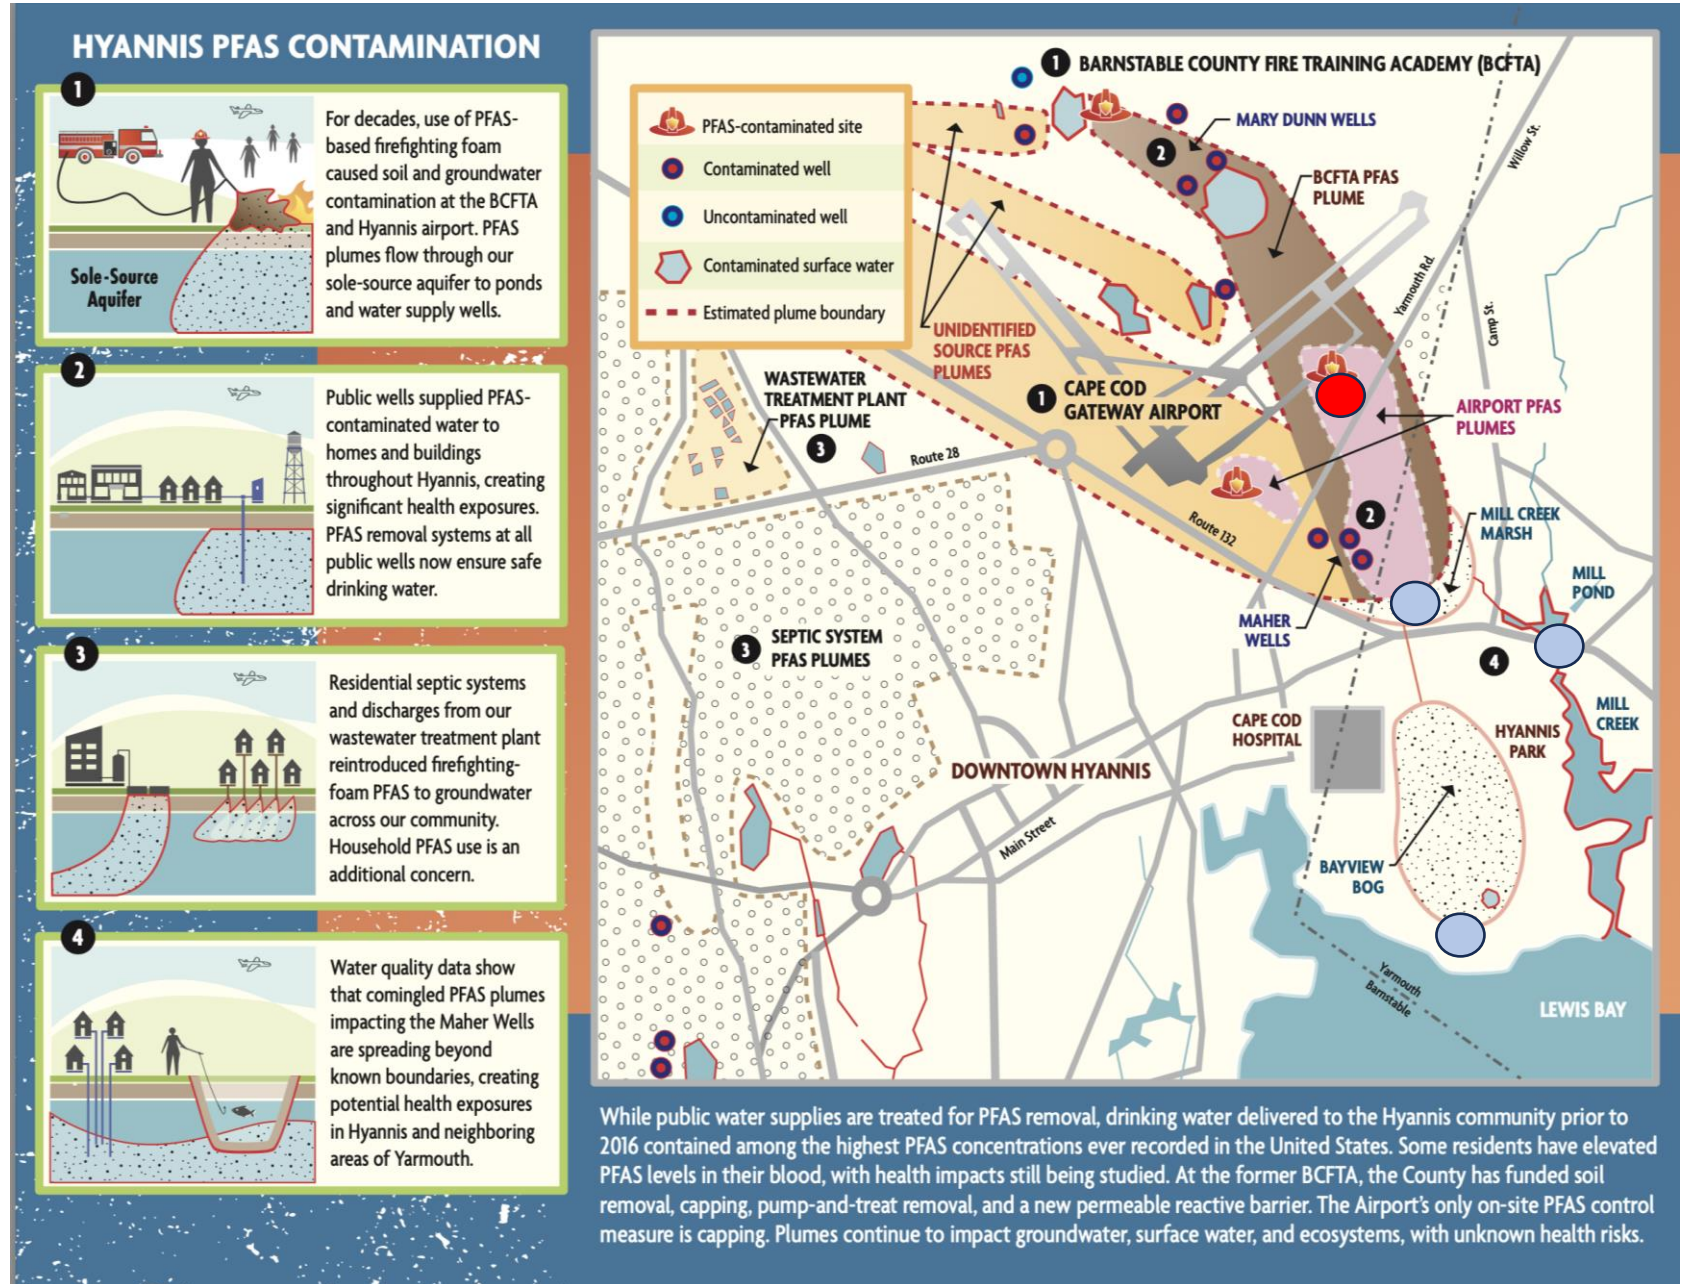 HYANNIS PFAS CONTAMINATION
1
For decades, use of PFAS-
based firefighting foam
caused soil and groundwater
contamination at the BCFTA
and Hyannis airport. PFAS
plumes flow through our
sole-source aquifer to ponds
and water supply wells.
Sole-Source
Aquifer
2
Public wells supplied PFAS-
contaminated water to
homes and buildings
throughout Hyannis, creating
significant health exposures.
PFAS removal systems at all
public wells now ensure safe
drinking water.
3
Residential septic systems
and discharges from our
wastewater treatment plant
reintroduced firefighting-
foam PFAS to groundwater
across our community.
Household PFAS use is an
additional concern.
4
Water quality data show
that comingled PFAS plumes
impacting the Maher Wells
are spreading beyond
known boundaries, creating
potential health exposures
in Hyannis and neighboring
areas of Yarmouth.
PFAS-contaminated site
Contaminated well
Uncontaminated well
Contaminated surface water
Estimated plume boundary
1 BARNSTABLE COUNTY FIRE TRAINING ACADEMY (BCFTA)
MARY DUNN WELLS
2
BCFTA PFAS
PLUME
Willow St.
Yarmouth Rd.
Camp St.
UNIDENTIFIED
SOURCE PFAS
PLUMES
WASTEWATER
TREATMENT PLANT
PFAS PLUME
3
1 CAPE COD
GATEWAY AIRPORT
AIRPORT PFAS
PLUMES
Route 28
Route 132
2
MILL CREEK
MARSH
MILL
POND
MAHER
WELLS
3 SEPTIC SYSTEM
PFAS PLUMES
4
MILL
CREEK
CAPE COD
HOSPITAL
HYANNIS
PARK
DOWNTOWN HYANNIS
Main Street
BAYVIEW
BOG
Yarmouth
Barnstable
LEWIS BAY
While public water supplies are treated for PFAS removal, drinking water delivered to the Hyannis community prior to
2016 contained among the highest PFAS concentrations ever recorded in the United States. Some residents have elevated
PFAS levels in their blood, with health impacts still being studied. At the former BCFTA, the County has funded soil
removal, capping, pump-and-treat removal, and a new permeable reactive barrier. The Airport's only on-site PFAS control
measure is capping. Plumes continue to impact groundwater, surface water, and ecosystems, with unknown health risks.